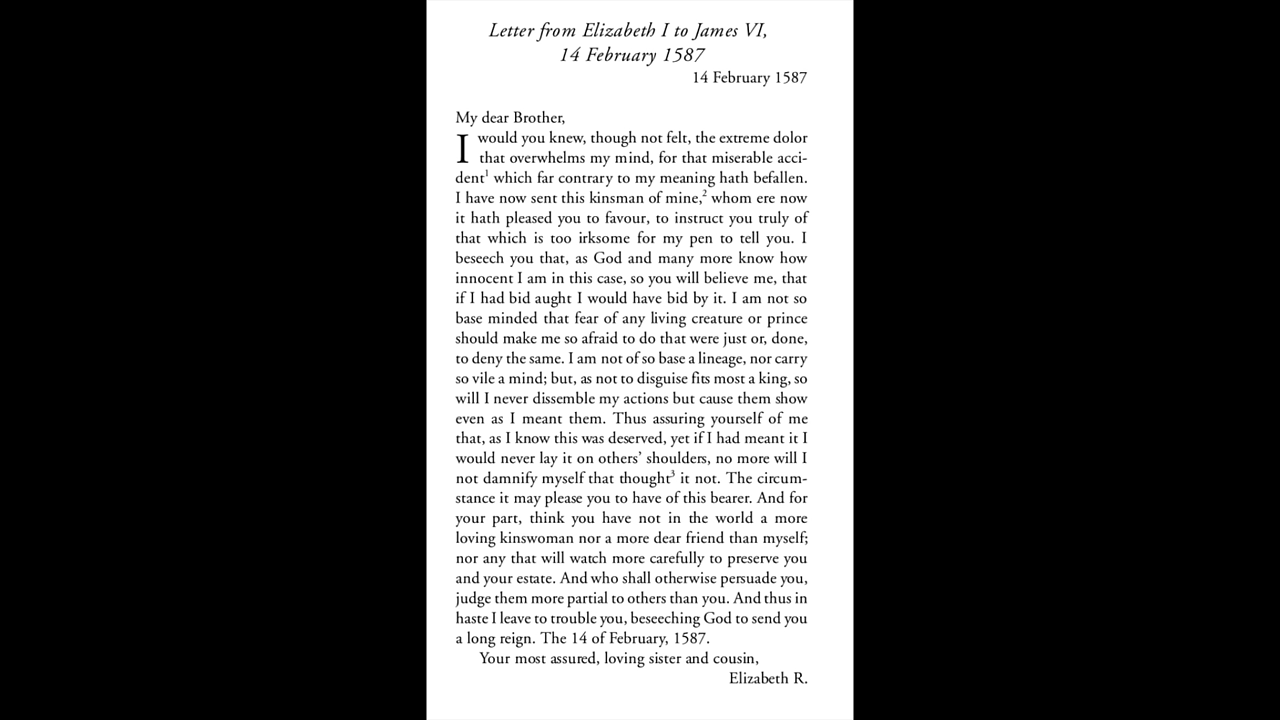 Letter from Elizabeth I to James VI,
14 February 1587
14 February 1587
My dear Brother,
I would you knew, though not felt, the extreme dolor
that overwhelms my mind, for that miserable acci-
dent¹ which far contrary to my meaning hath befallen.
I have now sent this kinsman of mine,² whom ere now
it hath pleased you to favour, to instruct you truly of
that which is too irksome for my pen to tell you. I
beseech you that, as God and many more know how
innocent I am in this case, so you will believe me, that
if I had bid aught I would have bid by it. I am not so
base minded that fear of any living creature or prince
should make me so afraid to do that were just or, done,
to deny the same. I am not of so base a lineage, nor carry
so vile a mind; but, as not to disguise fits most a king, so
will I never dissemble my actions but cause them show
even as I meant them. Thus assuring yourself of me
that, as I know this was deserved, yet if I had meant it I
would never lay it on others’ shoulders, no more will I
not damnify myself that thought³ it not. The circum-
stance it may please you to have of this bearer. And for
your part, think you have not in the world a more
loving kinswoman nor a more dear friend than myself;
nor any that will watch more carefully to preserve you
and your estate. And who shall otherwise persuade you,
judge them more partial to others than you. And thus in
haste I leave to trouble you, beseeching God to send you
a long reign. The 14 of February, 1587.
Your most assured, loving sister and cousin,
Elizabeth R.